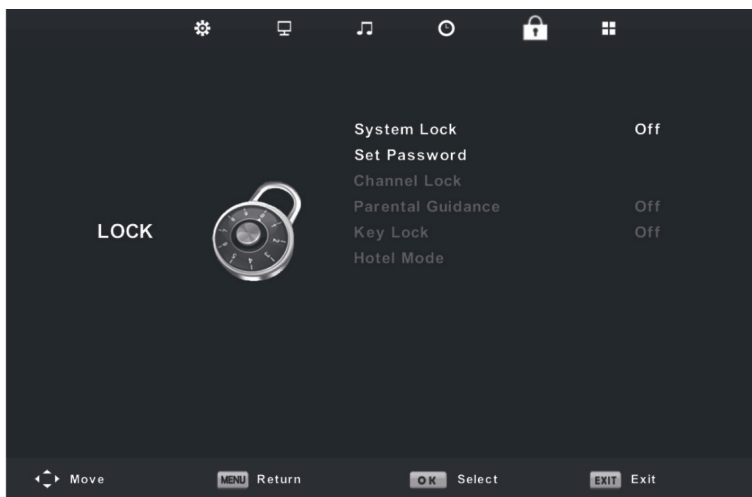 System Lock Off
Set Password
Channel Lock
Parental Guidance Off
LOCK
Key Lock Off
Hotel Mode
Move MENU Return OK Select EXIT Exit